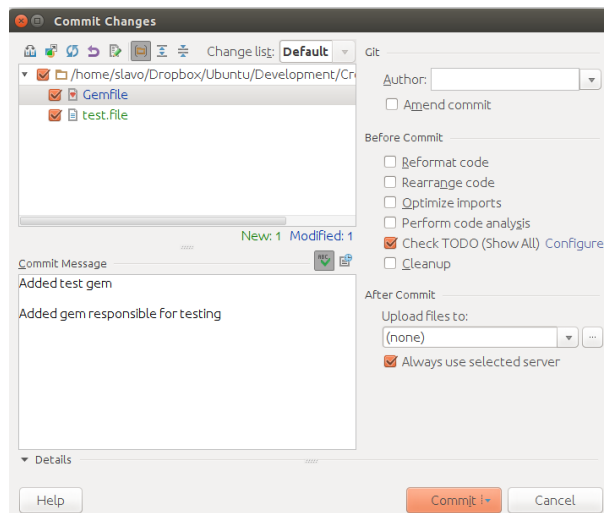 Commit Changes
Change list: Default
/home/slavo/Dropbox/Ubuntu/Development/Cr
Gemfile
test.file
New: 1 Modified: 1
Commit Message
ABC
Added test gem
Added gem responsible for testing
Details
Git
Author:
Amend commit
Before Commit
Reformat code
Rearrange code
Optimize imports
Perform code analysis
Check TODO (Show All) Configure
Cleanup
After Commit
Upload files to:
(none)
...
Always use selected server
Help
Commit
Cancel